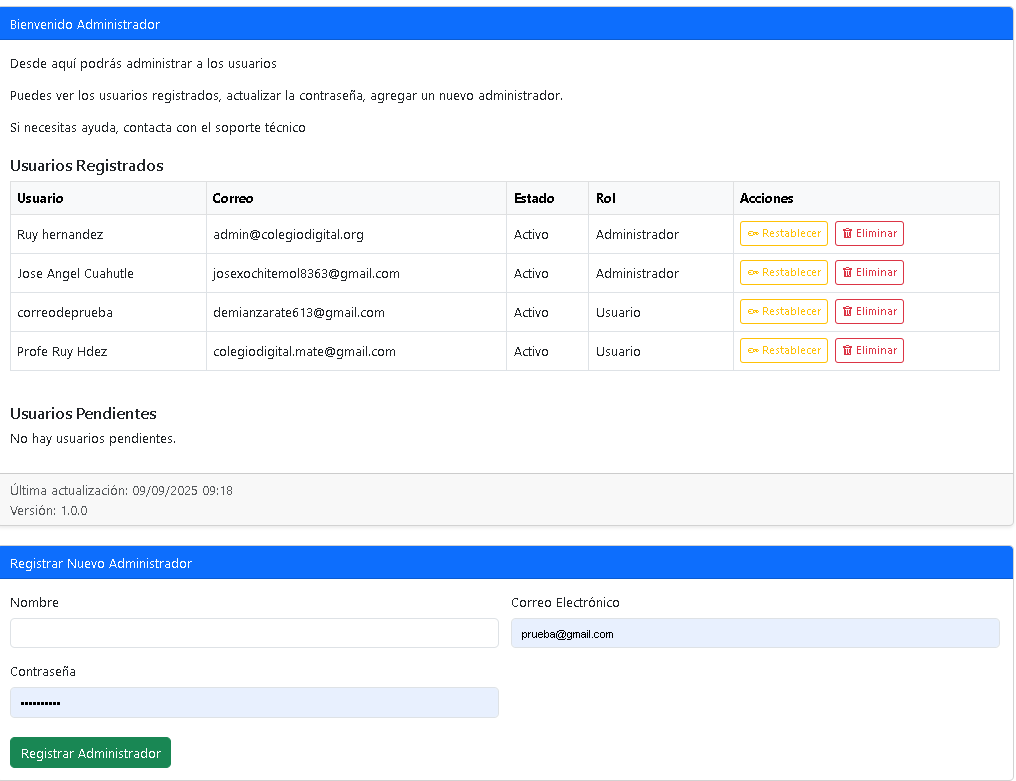 Bienvenido Administrador
Desde aquí podrás administrar a los usuarios
Puedes ver los usuarios registrados, actualizar la contraseña, agregar un nuevo administrador.
Si necesitas ayuda, contacta con el soporte técnico
Usuarios Registrados
Usuario Correo Estado Rol Acciones
Ruy hernandez admin@colegiodigital.org Activo Administrador Restablecer Eliminar
Jose Angel Cuahutle josexochitemol8363@gmail.com Activo Administrador Restablecer Eliminar
correodeprueba demianzarate613@gmail.com Activo Usuario Restablecer Eliminar
Profe Ruy Hdez colegiodigital.mate@gmail.com Activo Usuario Restablecer Eliminar
Usuarios Pendientes
No hay usuarios pendientes.
Última actualización: 09/09/2025 09:18
Versión: 1.0.0
Registrar Nuevo Administrador
Nombre Correo Electrónico
prueba@gmail.com
Contraseña
••••••••••
Registrar Administrador